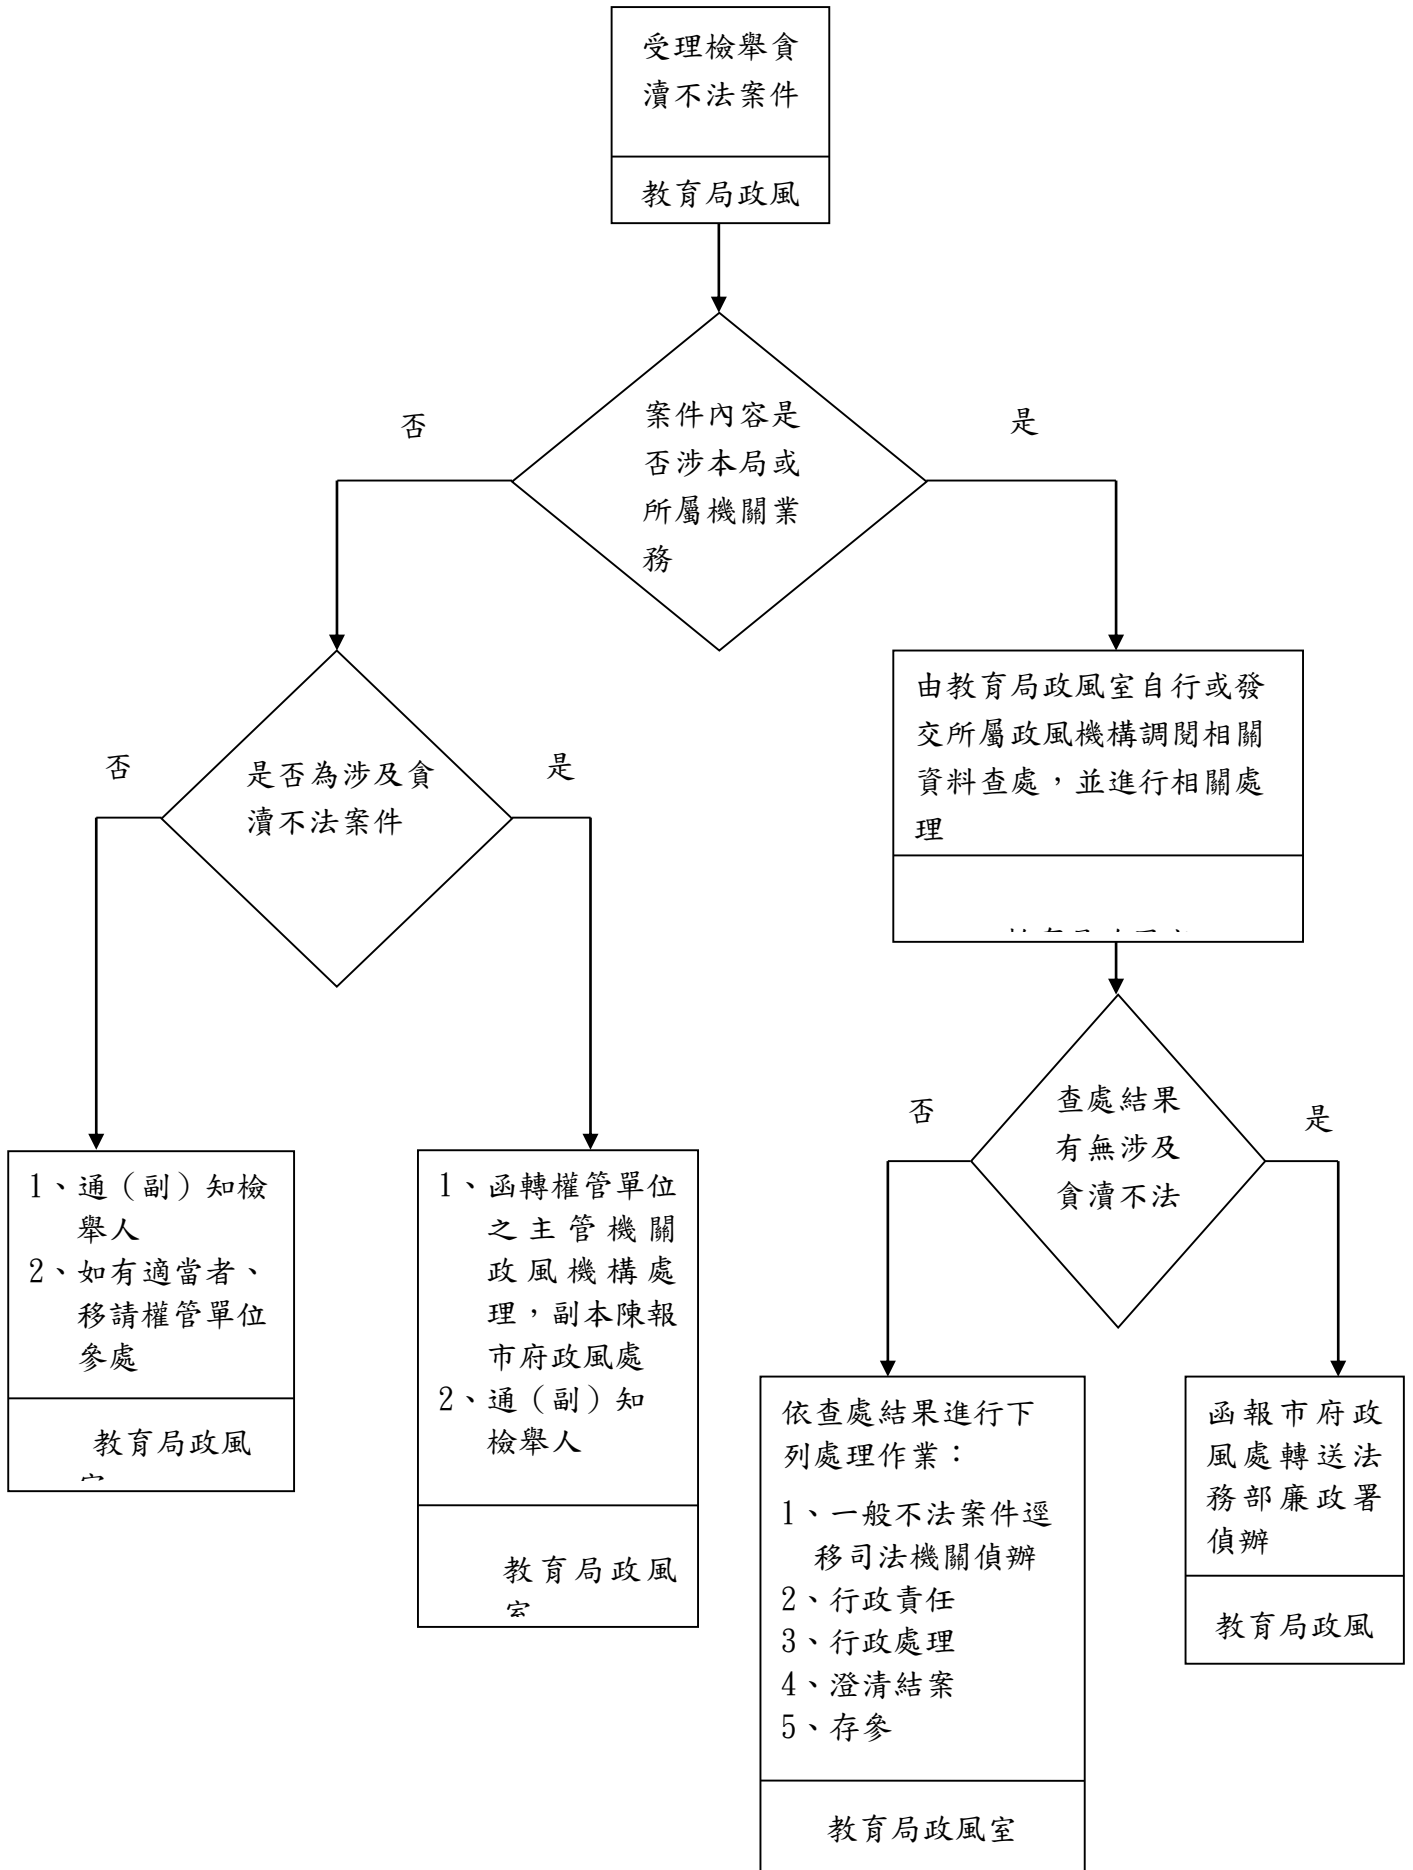 受理檢舉貪
瀆不法案件
教育局政風
案件內容是
否涉本局或
所屬機關業
務
否
是
是否為涉及貪
瀆不法案件
否
是
由教育局政風室自行或發
交所屬政風機構調閱相關
資料查處，並進行相關處
理
查處結果
有無涉及
貪瀆不法
否
是
1、通（副）知檢
舉人
2、如有適當者、
移請權管單位
參處
教育局政風
1、函轉權管單位
之主管機關
政風機構處
理，副本陳報
市府政風處
2、通（副）知
檢舉人
教育局政風
依查處結果進行下
列處理作業：
1、一般不法案件逕
移司法機關偵辦
2、行政責任
3、行政處理
4、澄清結案
5、存參
教育局政風室
函報市府政
風處轉送法
務部廉政署
偵辦
教育局政風